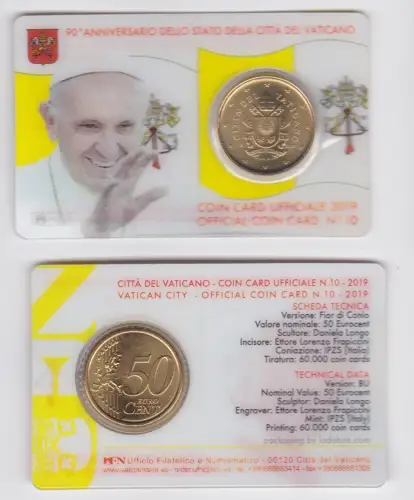 90° ANNIVERSARIO DELLO STATO DELLA CITTÀ DEL VATICANO
CITTA' DEL VATICANO
COIN CARD UFFICIALE 2019
OFFICIAL COIN CARD N° 10
CITTÀ DEL VATICANO - COIN CARD UFFICIALE N.10 - 2019
VATICAN CITY - OFFICIAL COIN CARD N 10 - 2019
SCHEDA TECNICA
Versione: Fior di Conio
Valore nominale: 50 Eurocent
Scultore: Daniela Longo
Incisore: Ettore Lorenzo Frapiccini
Coniazione: IPZS (Italia)
Tiratura: 60.000 coin cards
TECHNICAL DATA
Version: BU
Nominal Value: 50 Eurocent
Sculptor: Daniela Longo
Engraver: Ettore Lorenzo Frapiccini
Mint: IPZS (Italy)
Printing: 60.000 coin cards
50
EURO
CENT
Ufficio Filatelico e Numismatico - 00120 Città del Vaticano